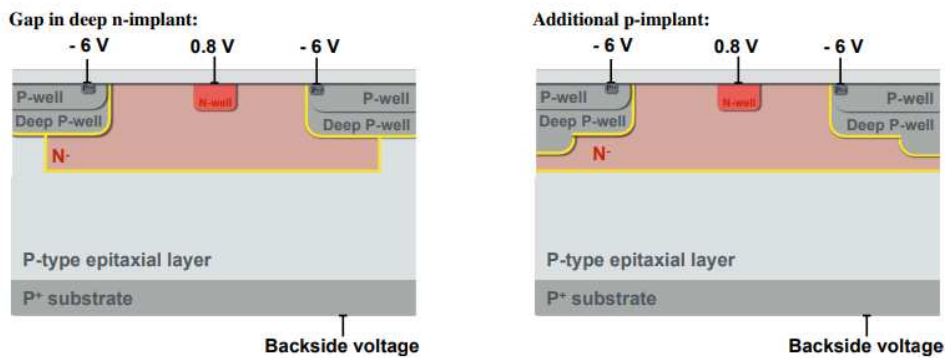 Gap in deep n-implant:
- 6 V 0.8 V - 6 V
P-well N-well P-well
Deep P-well Deep P-well
N-
P-type epitaxial layer
P+ substrate
Backside voltage
Additional p-implant:
- 6 V 0.8 V - 6 V
P-well N-well P-well
Deep P-well Deep P-well
N-
P-type epitaxial layer
P+ substrate
Backside voltage